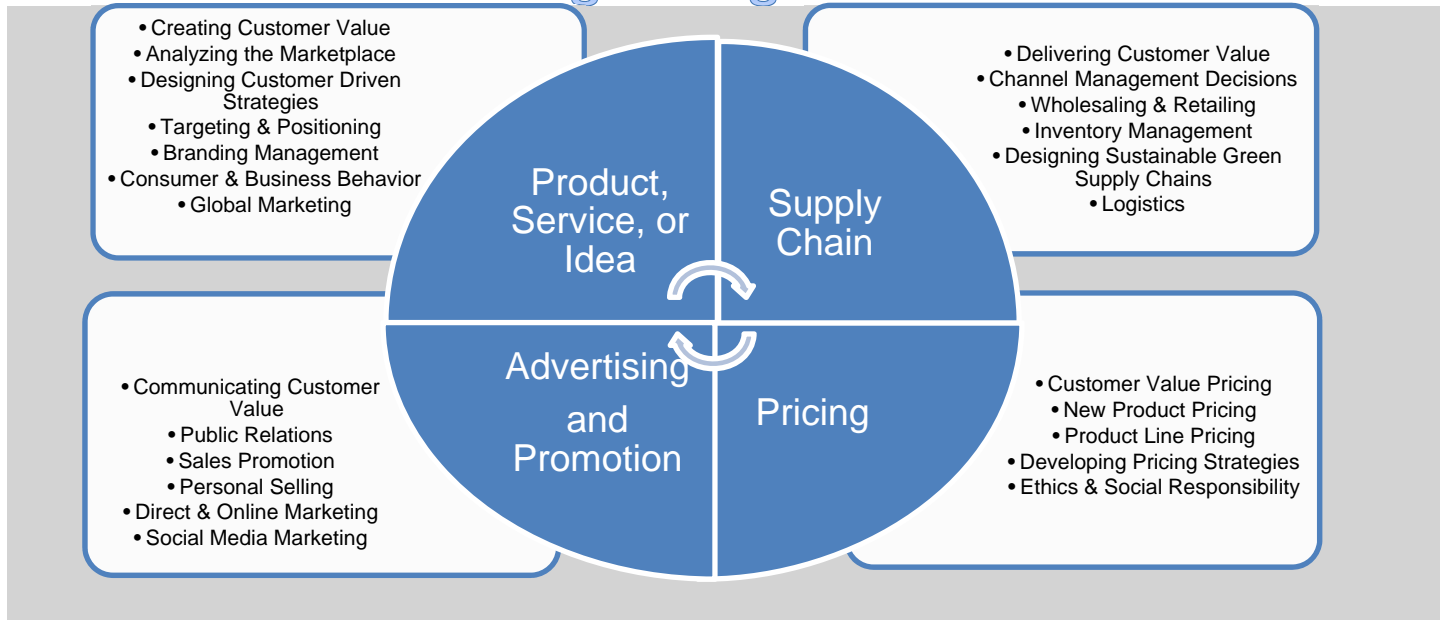 • Creating Customer Value
• Analyzing the Marketplace
• Designing Customer Driven
Strategies
• Targeting & Positioning
• Branding Management
• Consumer & Business Behavior
• Global Marketing
• Delivering Customer Value
• Channel Management Decisions
• Wholesaling & Retailing
• Inventory Management
• Designing Sustainable Green
Supply Chains
• Logistics
Product,
Service, or
Idea
Supply
Chain
Advertising
and
Promotion
Pricing
• Communicating Customer
Value
• Public Relations
• Sales Promotion
• Personal Selling
• Direct & Online Marketing
• Social Media Marketing
• Customer Value Pricing
• New Product Pricing
• Product Line Pricing
• Developing Pricing Strategies
• Ethics & Social Responsibility